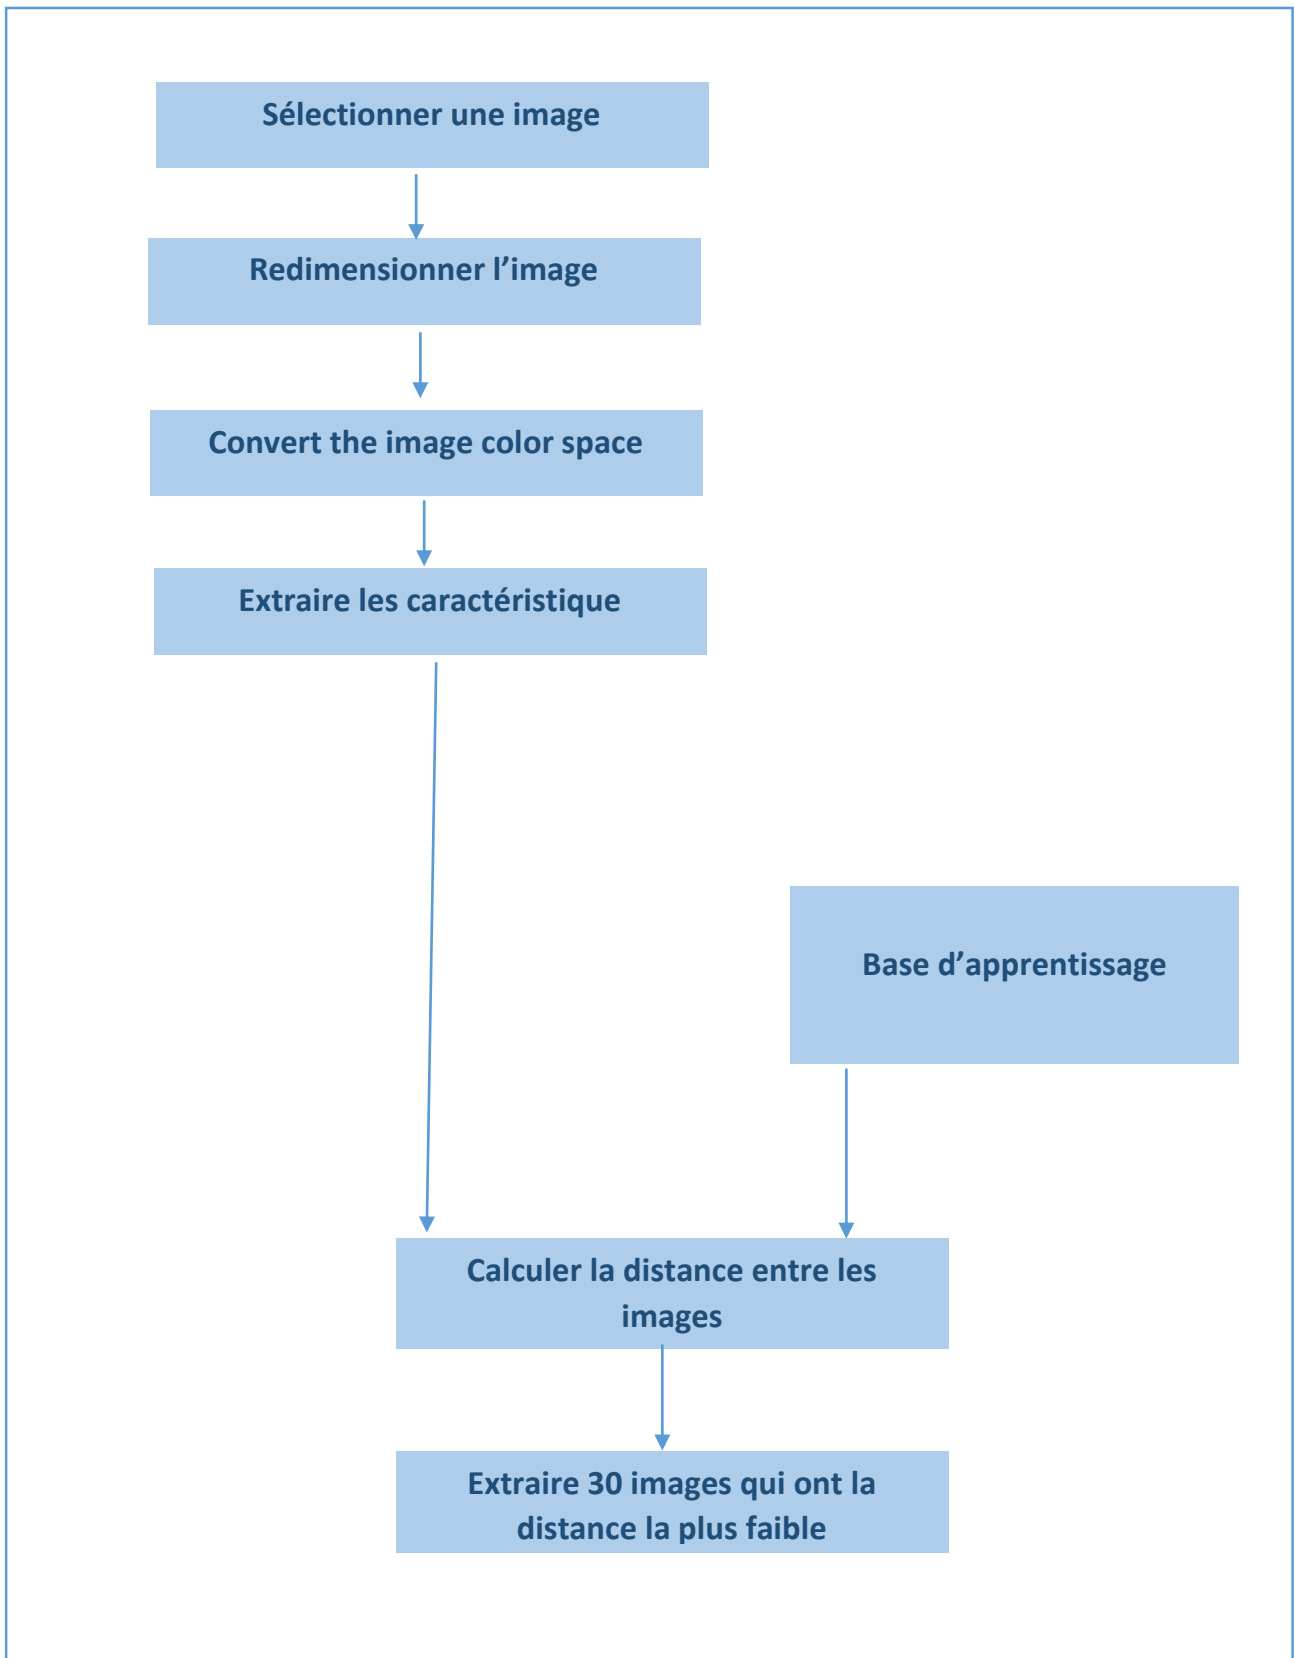 Sélectionner une image
Redimensionner l’image
Convert the image color space
Extraire les caractéristique
Base d’apprentissage
Calculer la distance entre les
images
Extraire 30 images qui ont la
distance la plus faible